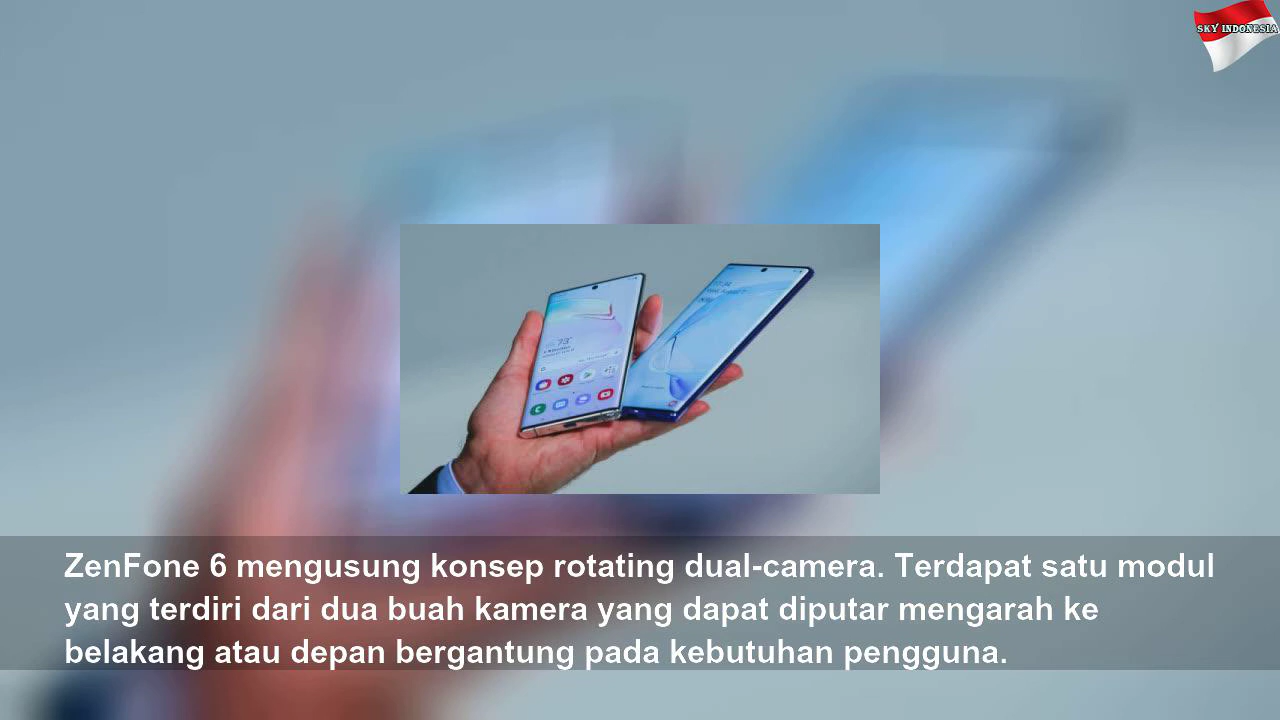 SKY INDONESIA
73°
ZenFone 6 mengusung konsep rotating dual-camera. Terdapat satu modul
yang terdiri dari dua buah kamera yang dapat diputar mengarah ke
belakang atau depan bergantung pada kebutuhan pengguna.